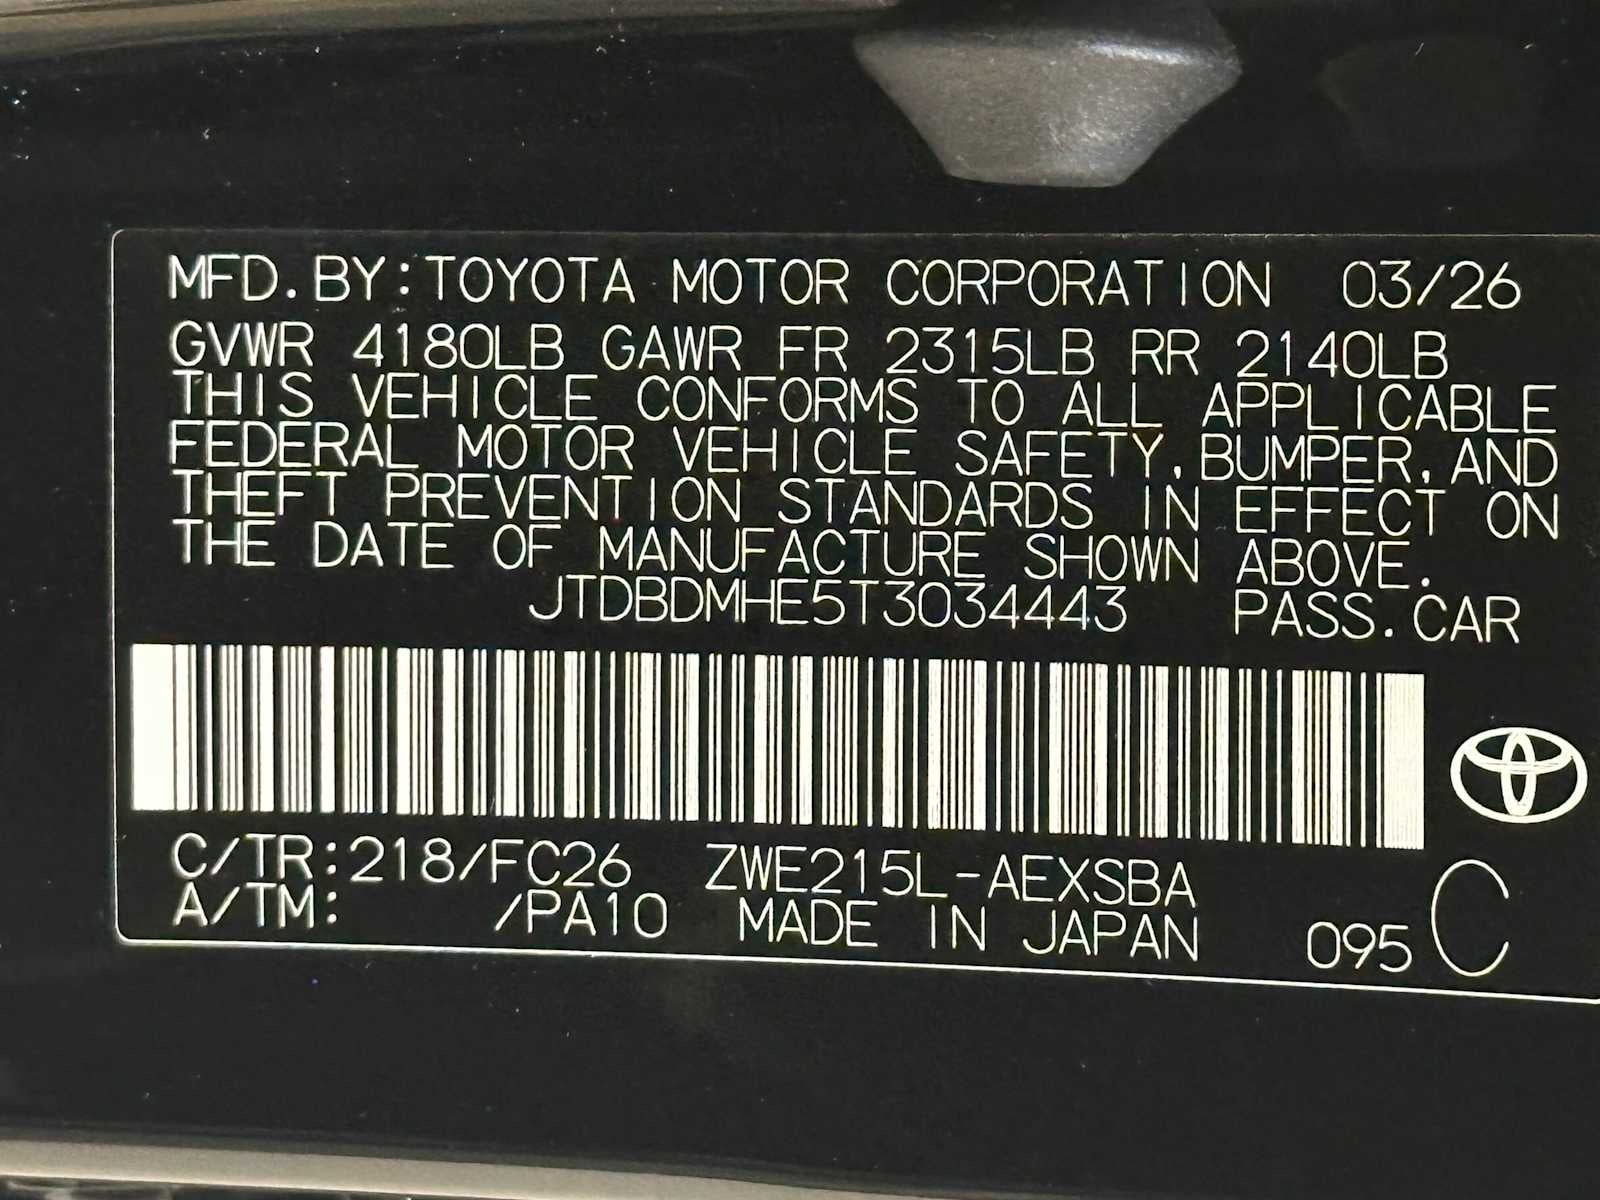 MFD. BY: TOYOTA MOTOR CORPORATION 03/26
GVWR 4180LB GAWR FR 2315LB RR 2140LB
THIS VEHICLE CONFORMS TO ALL APPLICABLE
FEDERAL MOTOR VEHICLE SAFETY, BUMPER, AND
THEFT PREVENTION STANDARDS IN EFFECT ON
THE DATE OF MANUFACTURE SHOWN ABOVE.
JTDBDMHE5T3034443 PASS. CAR
C/TR: 218/FC26 ZWE215L-AEXSBA
A/TM: /PA10 MADE IN JAPAN 095 C